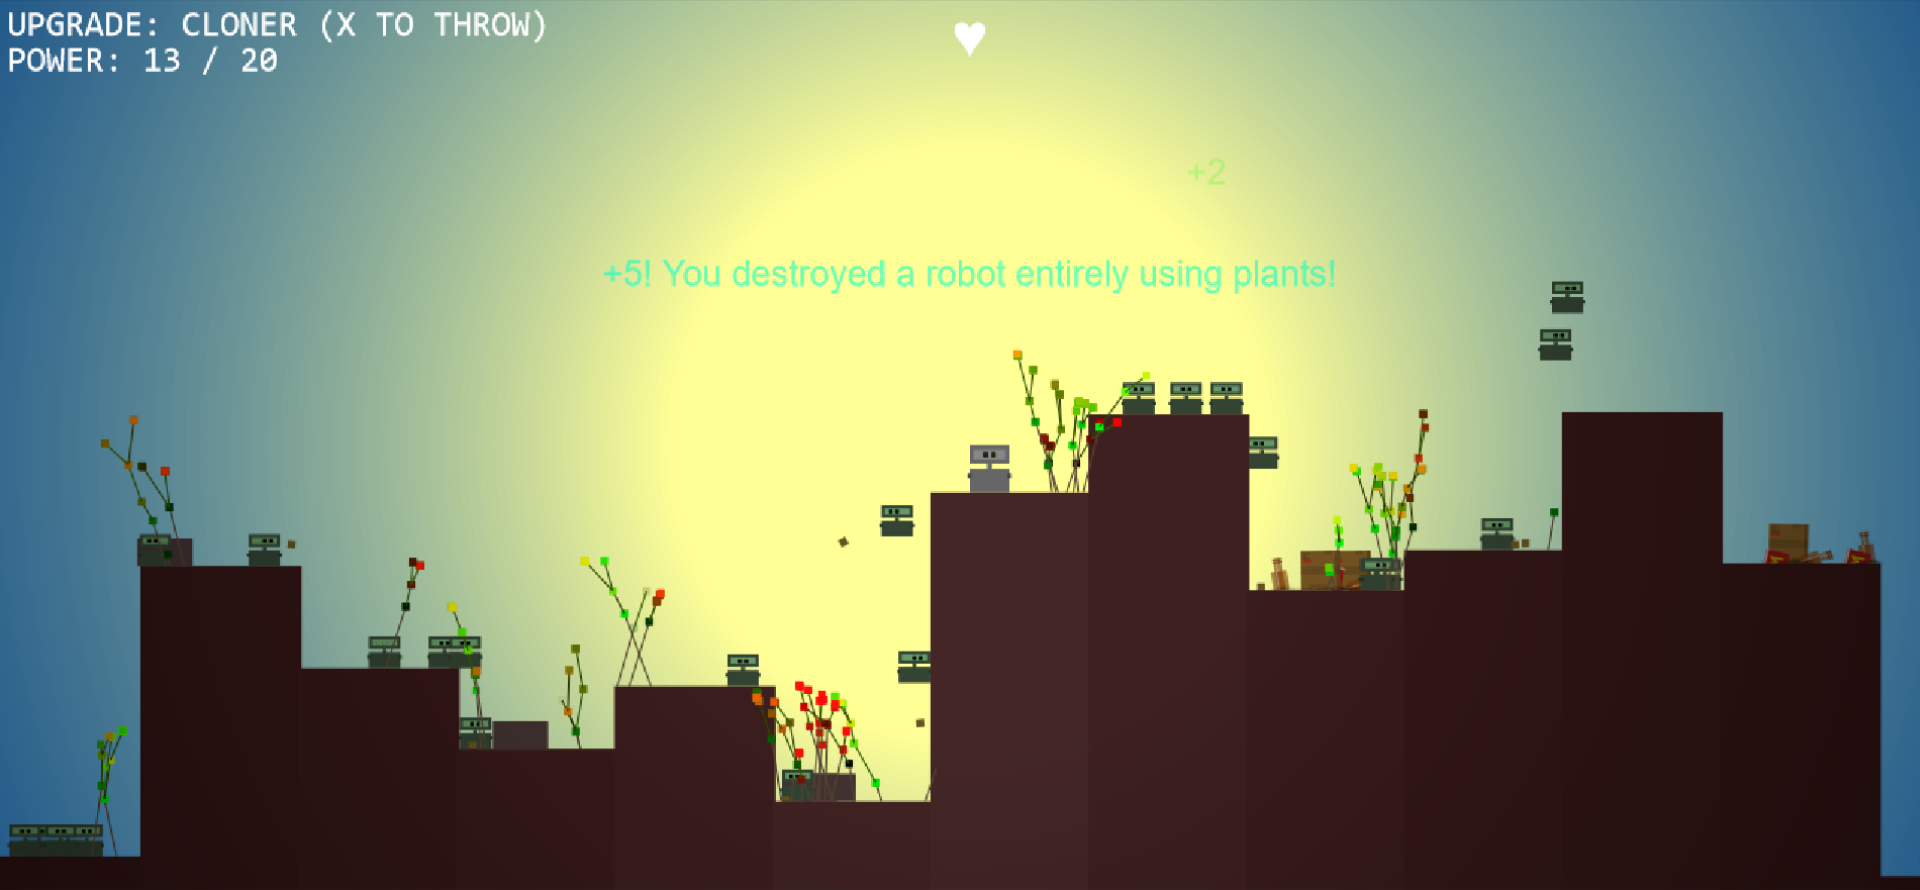 UPGRADE: CLONER (X TO THROW)
POWER: 13 / 20
+2
+5! You destroyed a robot entirely using plants!